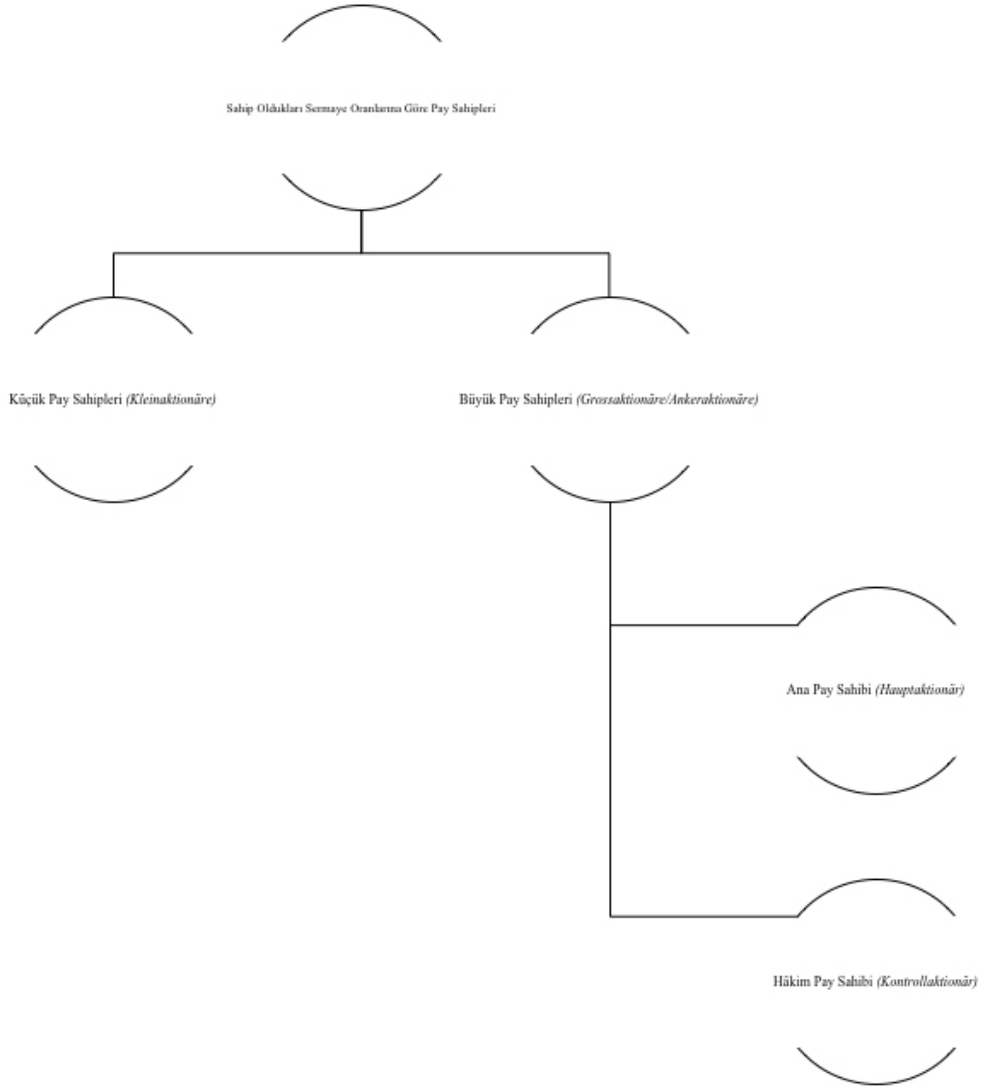 Sahip Oldukları Sermaye Oranlarına Göre Pay Sahipleri
Küçük Pay Sahipleri (Kleinaktionäre)
Büyük Pay Sahipleri (Grossaktionäre/Ankeraktionäre)
Ana Pay Sahibi (Hauptaktionär)
Hâkim Pay Sahibi (Kontrollaktionär)